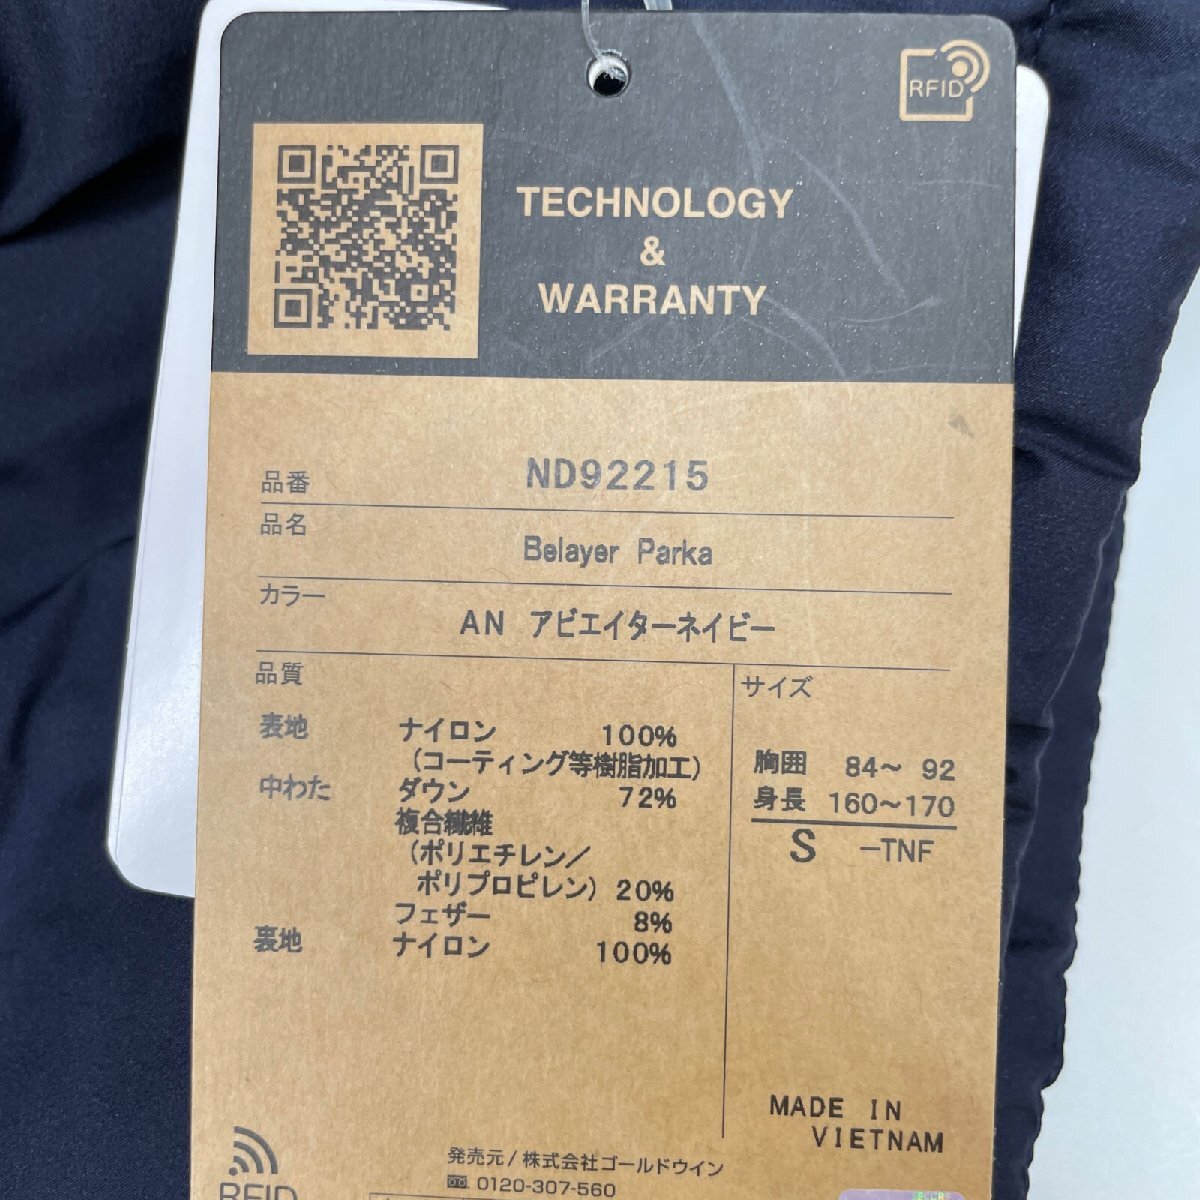 RFID
TECHNOLOGY
&
WARRANTY
品番 ND92215
品名 Belayer Parka
カラー AN アビエイターネイビー
品質
表地 ナイロン 100%
(コーティング等樹脂加工)
中わた ダウン 72%
複合繊維
(ポリエチレン/
ポリプロピレン) 20%
フェザー 8%
裏地 ナイロン 100%
サイズ
胸囲 84~ 92
身長 160~170
S -TNF
MADE IN
VIETNAM
発売元/株式会社ゴールドウイン
0120-307-560
RFID
SECURE